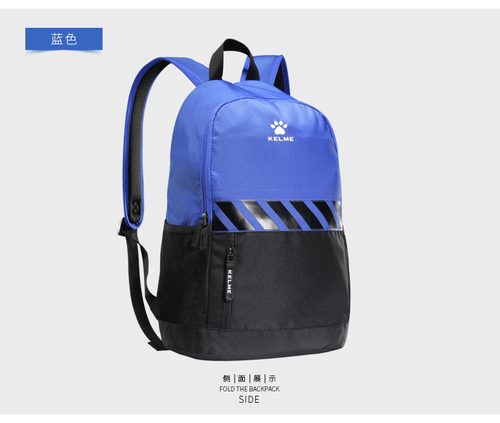 蓝色
KELME
KELME
侧|面|展|示
FOLD THE BACKPACK
SIDE